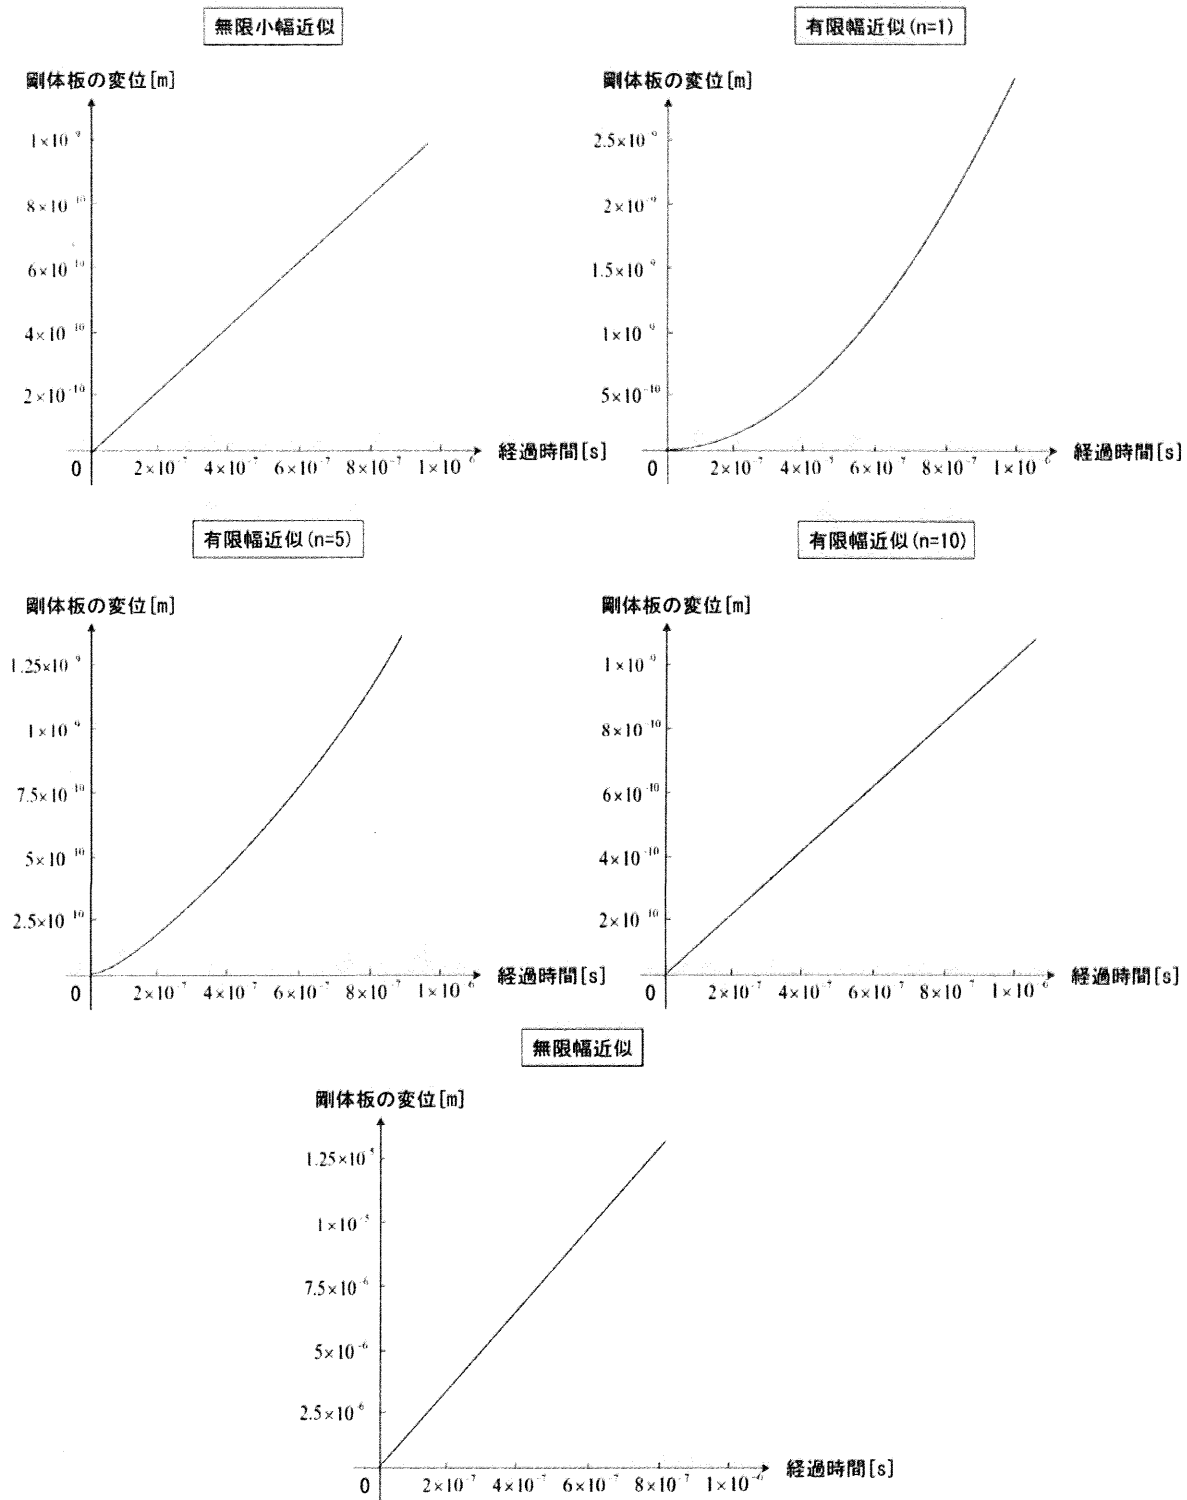 無限小幅近似
剛体板の変位[m]
1×10⁻⁹
8×10⁻¹⁰
6×10⁻¹⁰
4×10⁻¹⁰
2×10⁻¹⁰
0 2×10⁻⁷ 4×10⁻⁷ 6×10⁻⁷ 8×10⁻⁷ 1×10⁻⁶ 経過時間[s]
有限幅近似(n=1)
剛体板の変位[m]
2.5×10⁻⁹
2×10⁻⁹
1.5×10⁻⁹
1×10⁻⁹
5×10⁻¹⁰
0 2×10⁻⁷ 4×10⁻⁷ 6×10⁻⁷ 8×10⁻⁷ 1×10⁻⁶ 経過時間[s]
有限幅近似(n=5)
剛体板の変位[m]
1.25×10⁻⁹
1×10⁻⁹
7.5×10⁻¹⁰
5×10⁻¹⁰
2.5×10⁻¹⁰
0 2×10⁻⁷ 4×10⁻⁷ 6×10⁻⁷ 8×10⁻⁷ 1×10⁻⁶ 経過時間[s]
有限幅近似(n=10)
剛体板の変位[m]
1×10⁻⁹
8×10⁻¹⁰
6×10⁻¹⁰
4×10⁻¹⁰
2×10⁻¹⁰
0 2×10⁻⁷ 4×10⁻⁷ 6×10⁻⁷ 8×10⁻⁷ 1×10⁻⁶ 経過時間[s]
無限幅近似
剛体板の変位[m]
1.25×10⁻⁵
1×10⁻⁵
7.5×10⁻⁶
5×10⁻⁶
2.5×10⁻⁶
0 2×10⁻⁷ 4×10⁻⁷ 6×10⁻⁷ 8×10⁻⁷ 1×10⁻⁶ 経過時間[s]